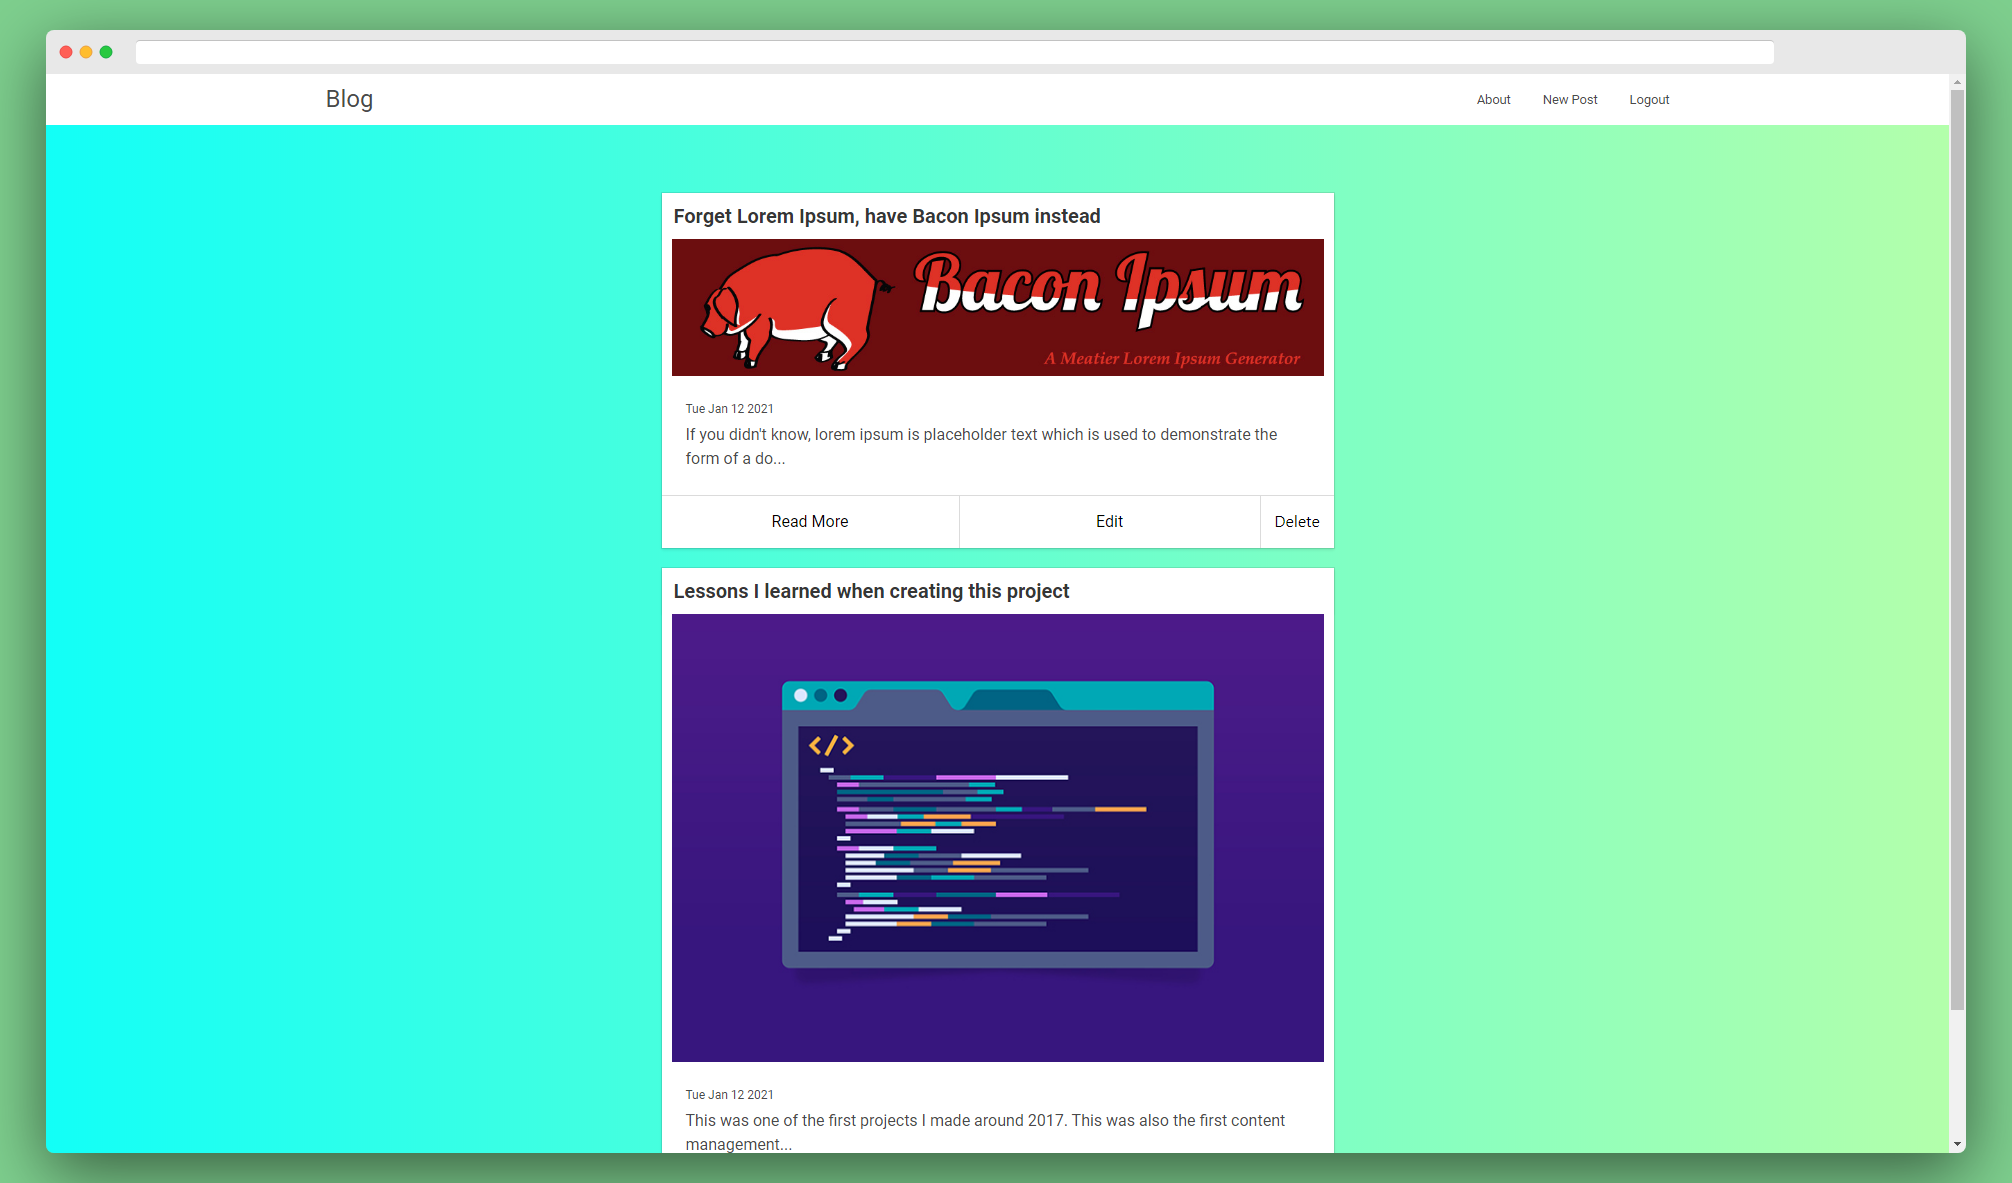 Blog
About
New Post
Logout
Forget Lorem Ipsum, have Bacon Ipsum instead
Bacon Ipsum
A Meatier Lorem Ipsum Generator
Tue Jan 12 2021
If you didn't know, lorem ipsum is placeholder text which is used to demonstrate the
form of a do...
Read More
Edit
Delete
Lessons I learned when creating this project
</>
Tue Jan 12 2021
This was one of the first projects I made around 2017. This was also the first content
management...